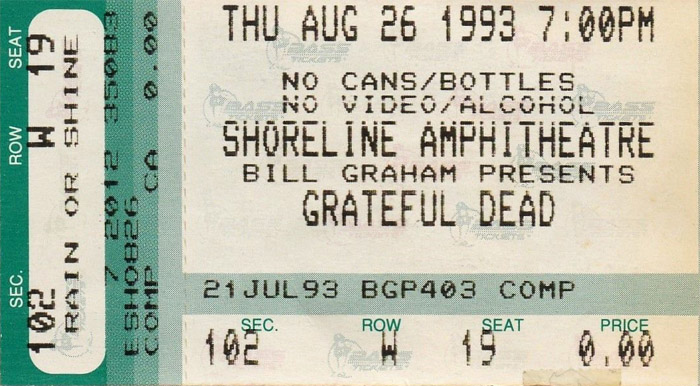 THU AUG 26 1993 7:00PM
NO CANS/BOTTLES
NO VIDEO/ALCOHOL
SHORELINE AMPHITHEATRE
BILL GRAHAM PRESENTS
GRATEFUL DEAD
21JUL93 BGP403 COMP
SEC. ROW SEAT PRICE
102 W 19 0.00
SEC. ROW SEAT
102 W 19
RAIN OR SHINE
7 2012 35083
ESH0826 CA 0.00
COMP
BASS
TICKETS